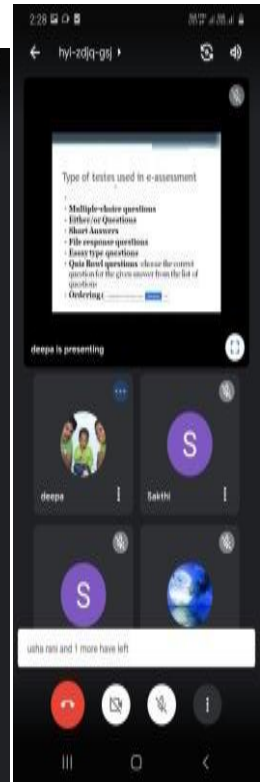 2:28
hyi-zdjq-gsj
Type of testes used in e-assessment
Multiple-choice questions
Either/or Questions
Short Answers
File response questions
Essay type questions
Quiz Bowl questions choose the correct
question for the given answer from the list of
questions
Ordering:
deepa is presenting
deepa
S
Sakthi
S
usha rani and 1 more have left